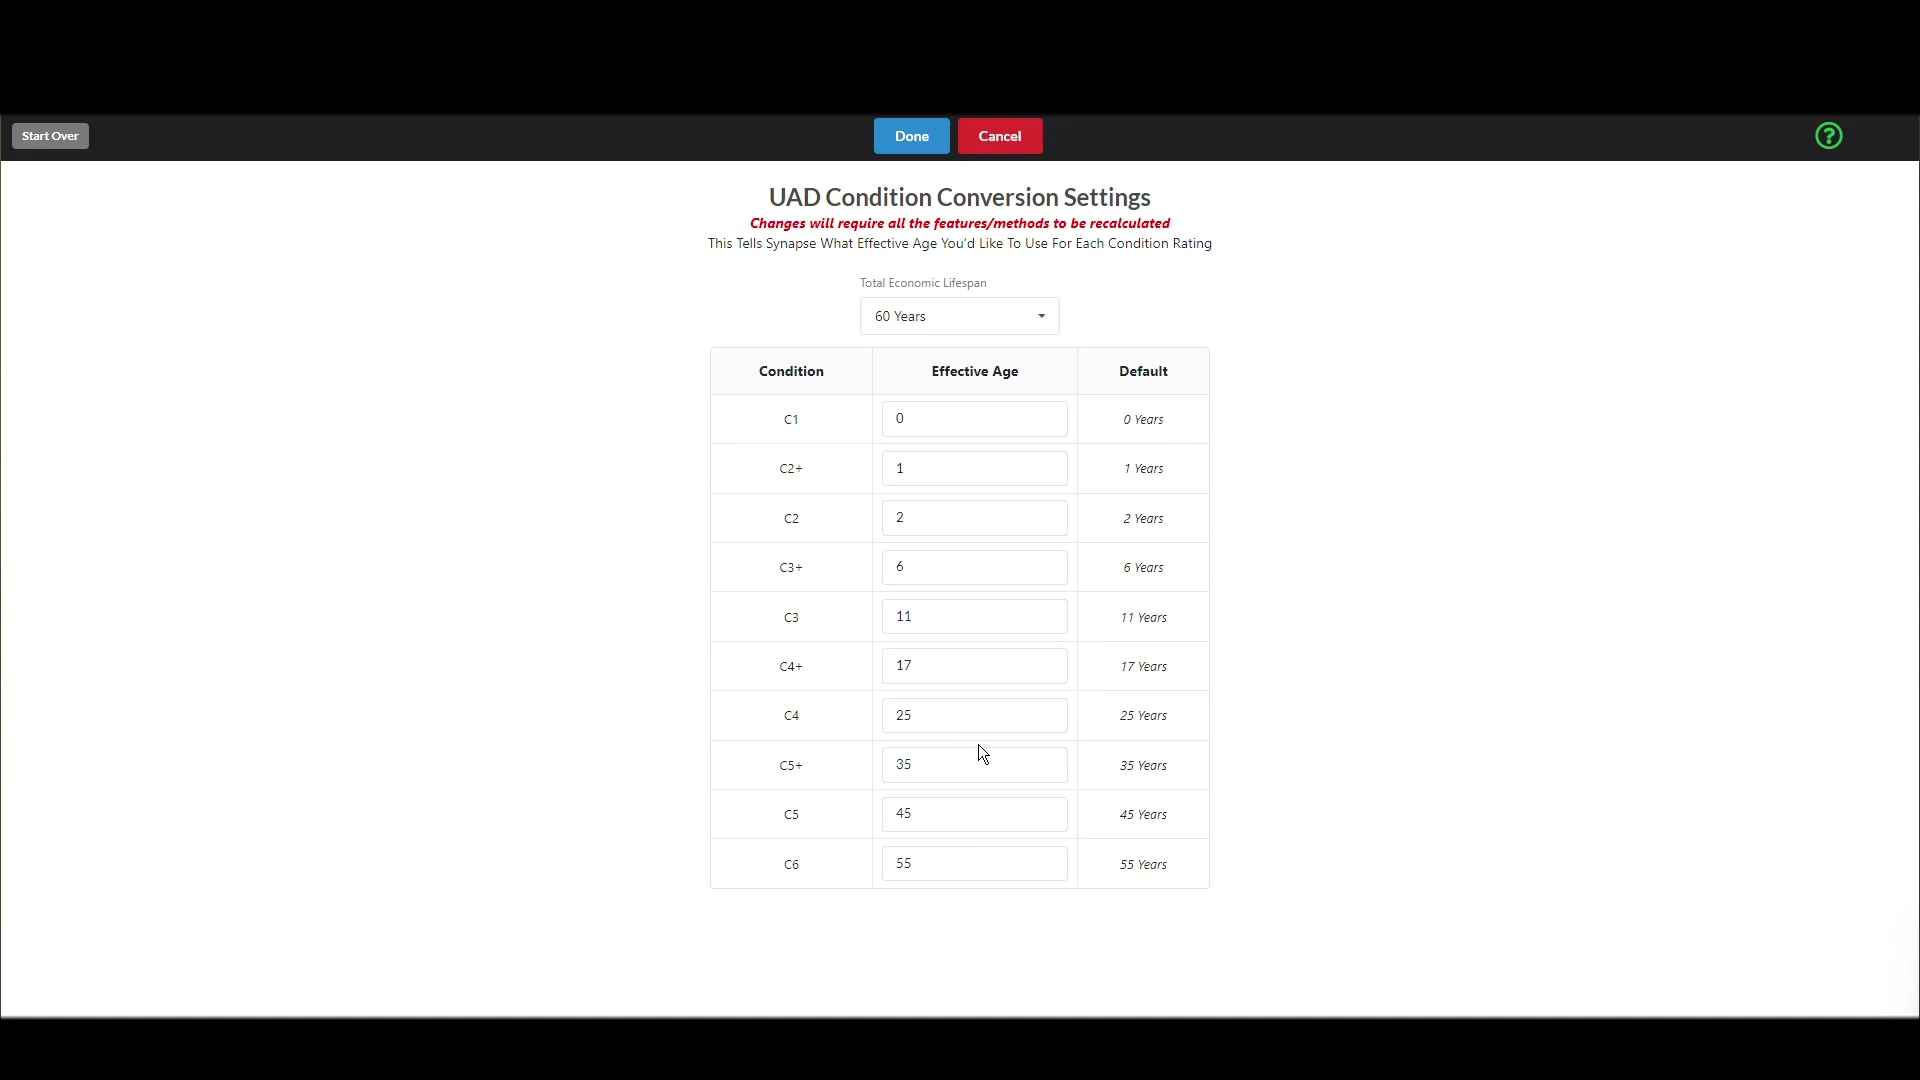 Start Over
Done
Cancel
?
UAD Condition Conversion Settings
Changes will require all the features/methods to be recalculated
This Tells Synapse What Effective Age You'd Like To Use For Each Condition Rating
Total Economic Lifespan
60 Years
Condition Effective Age Default
C1 0 0 Years
C2+ 1 1 Years
C2 2 2 Years
C3+ 6 6 Years
C3 11 11 Years
C4+ 17 17 Years
C4 25 25 Years
C5+ 35 35 Years
C5 45 45 Years
C6 55 55 Years